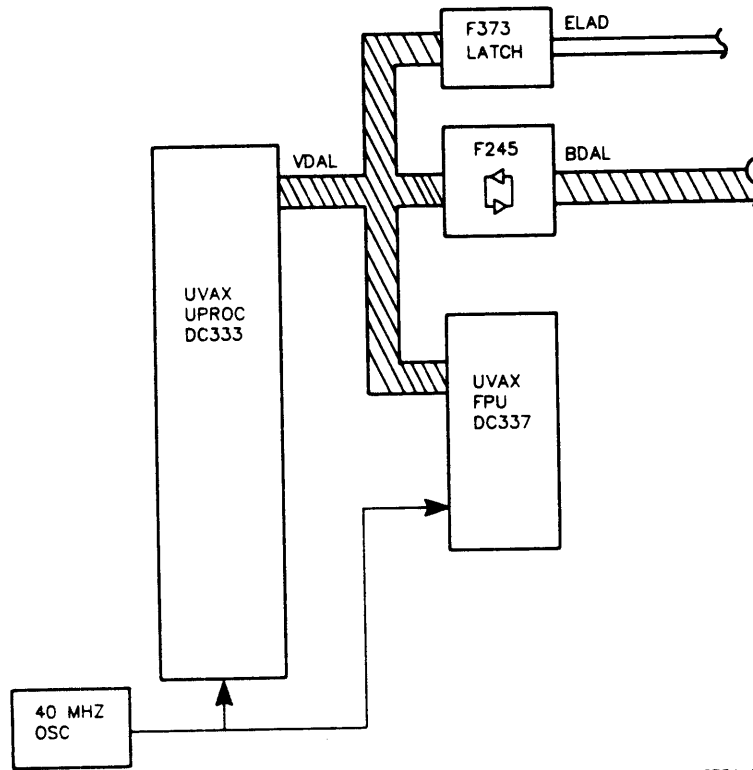 F373
LATCH
ELAD
VDAL
F245
BDAL
UVAX
UPROC
DC333
UVAX
FPU
DC337
40 MHZ
OSC